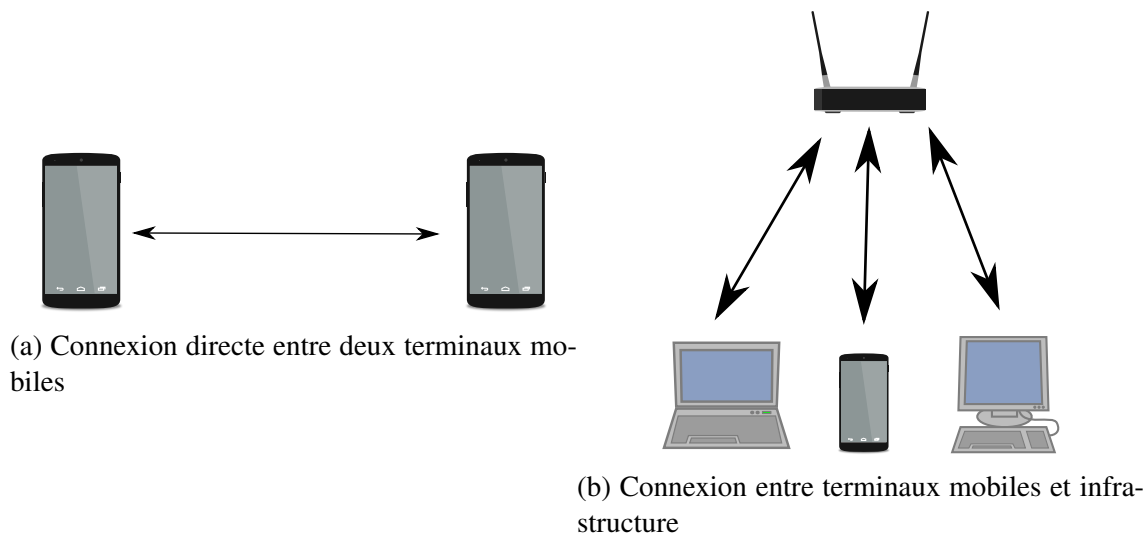 (a) Connexion directe entre deux terminaux mo-
biles
(b) Connexion entre terminaux mobiles et infra-
structure